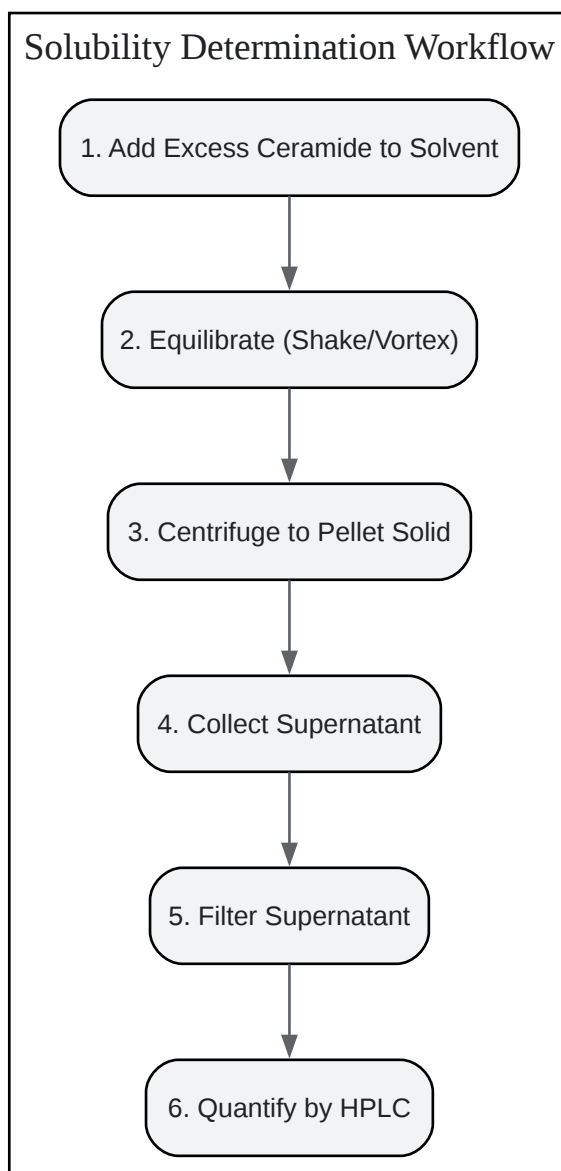 Solubility Determination Workflow
1. Add Excess Ceramide to Solvent
2. Equilibrate (Shake/Vortex)
3. Centrifuge to Pellet Solid
4. Collect Supernatant
5. Filter Supernatant
6. Quantify by HPLC